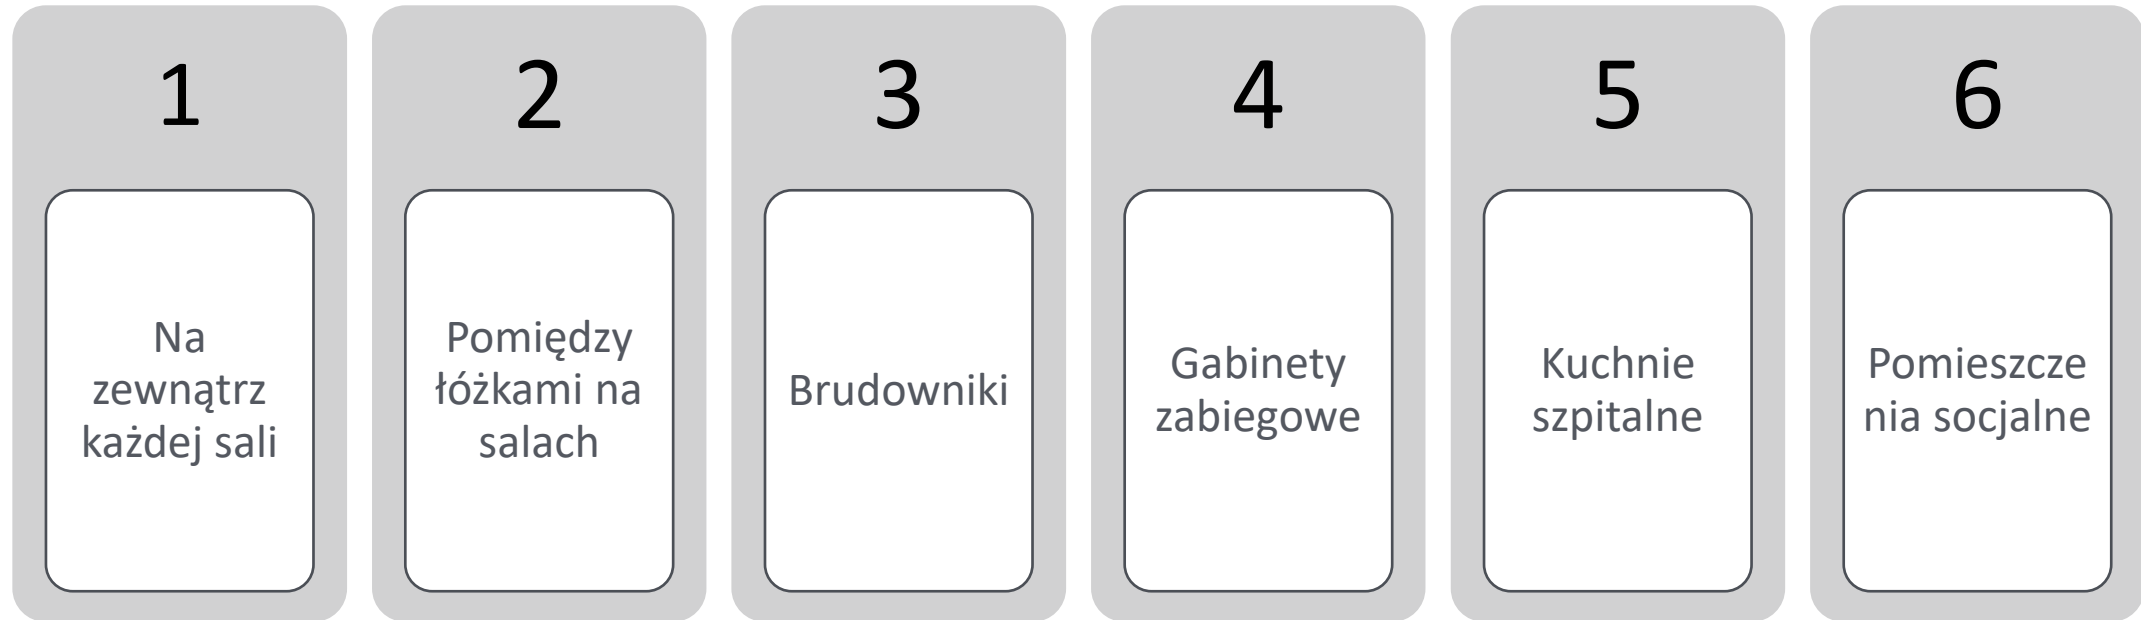 1
Na
zewnątrz
każdej sali
2
Pomiędzy
łóżkami na
salach
3
Brudowniki
4
Gabinety
zabiegowe
5
Kuchnie
szpitalne
6
Pomieszcze
nia socjalne